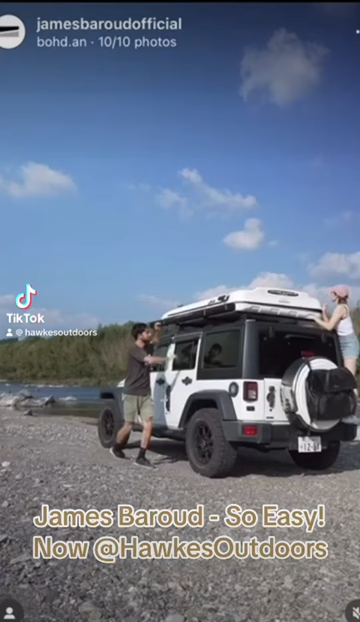 jamesbaroudofficial
bohd.an · 10/10 photos
TikTok
@hawkesoutdoors
James Baroud - So Easy!
Now @HawkesOutdoors